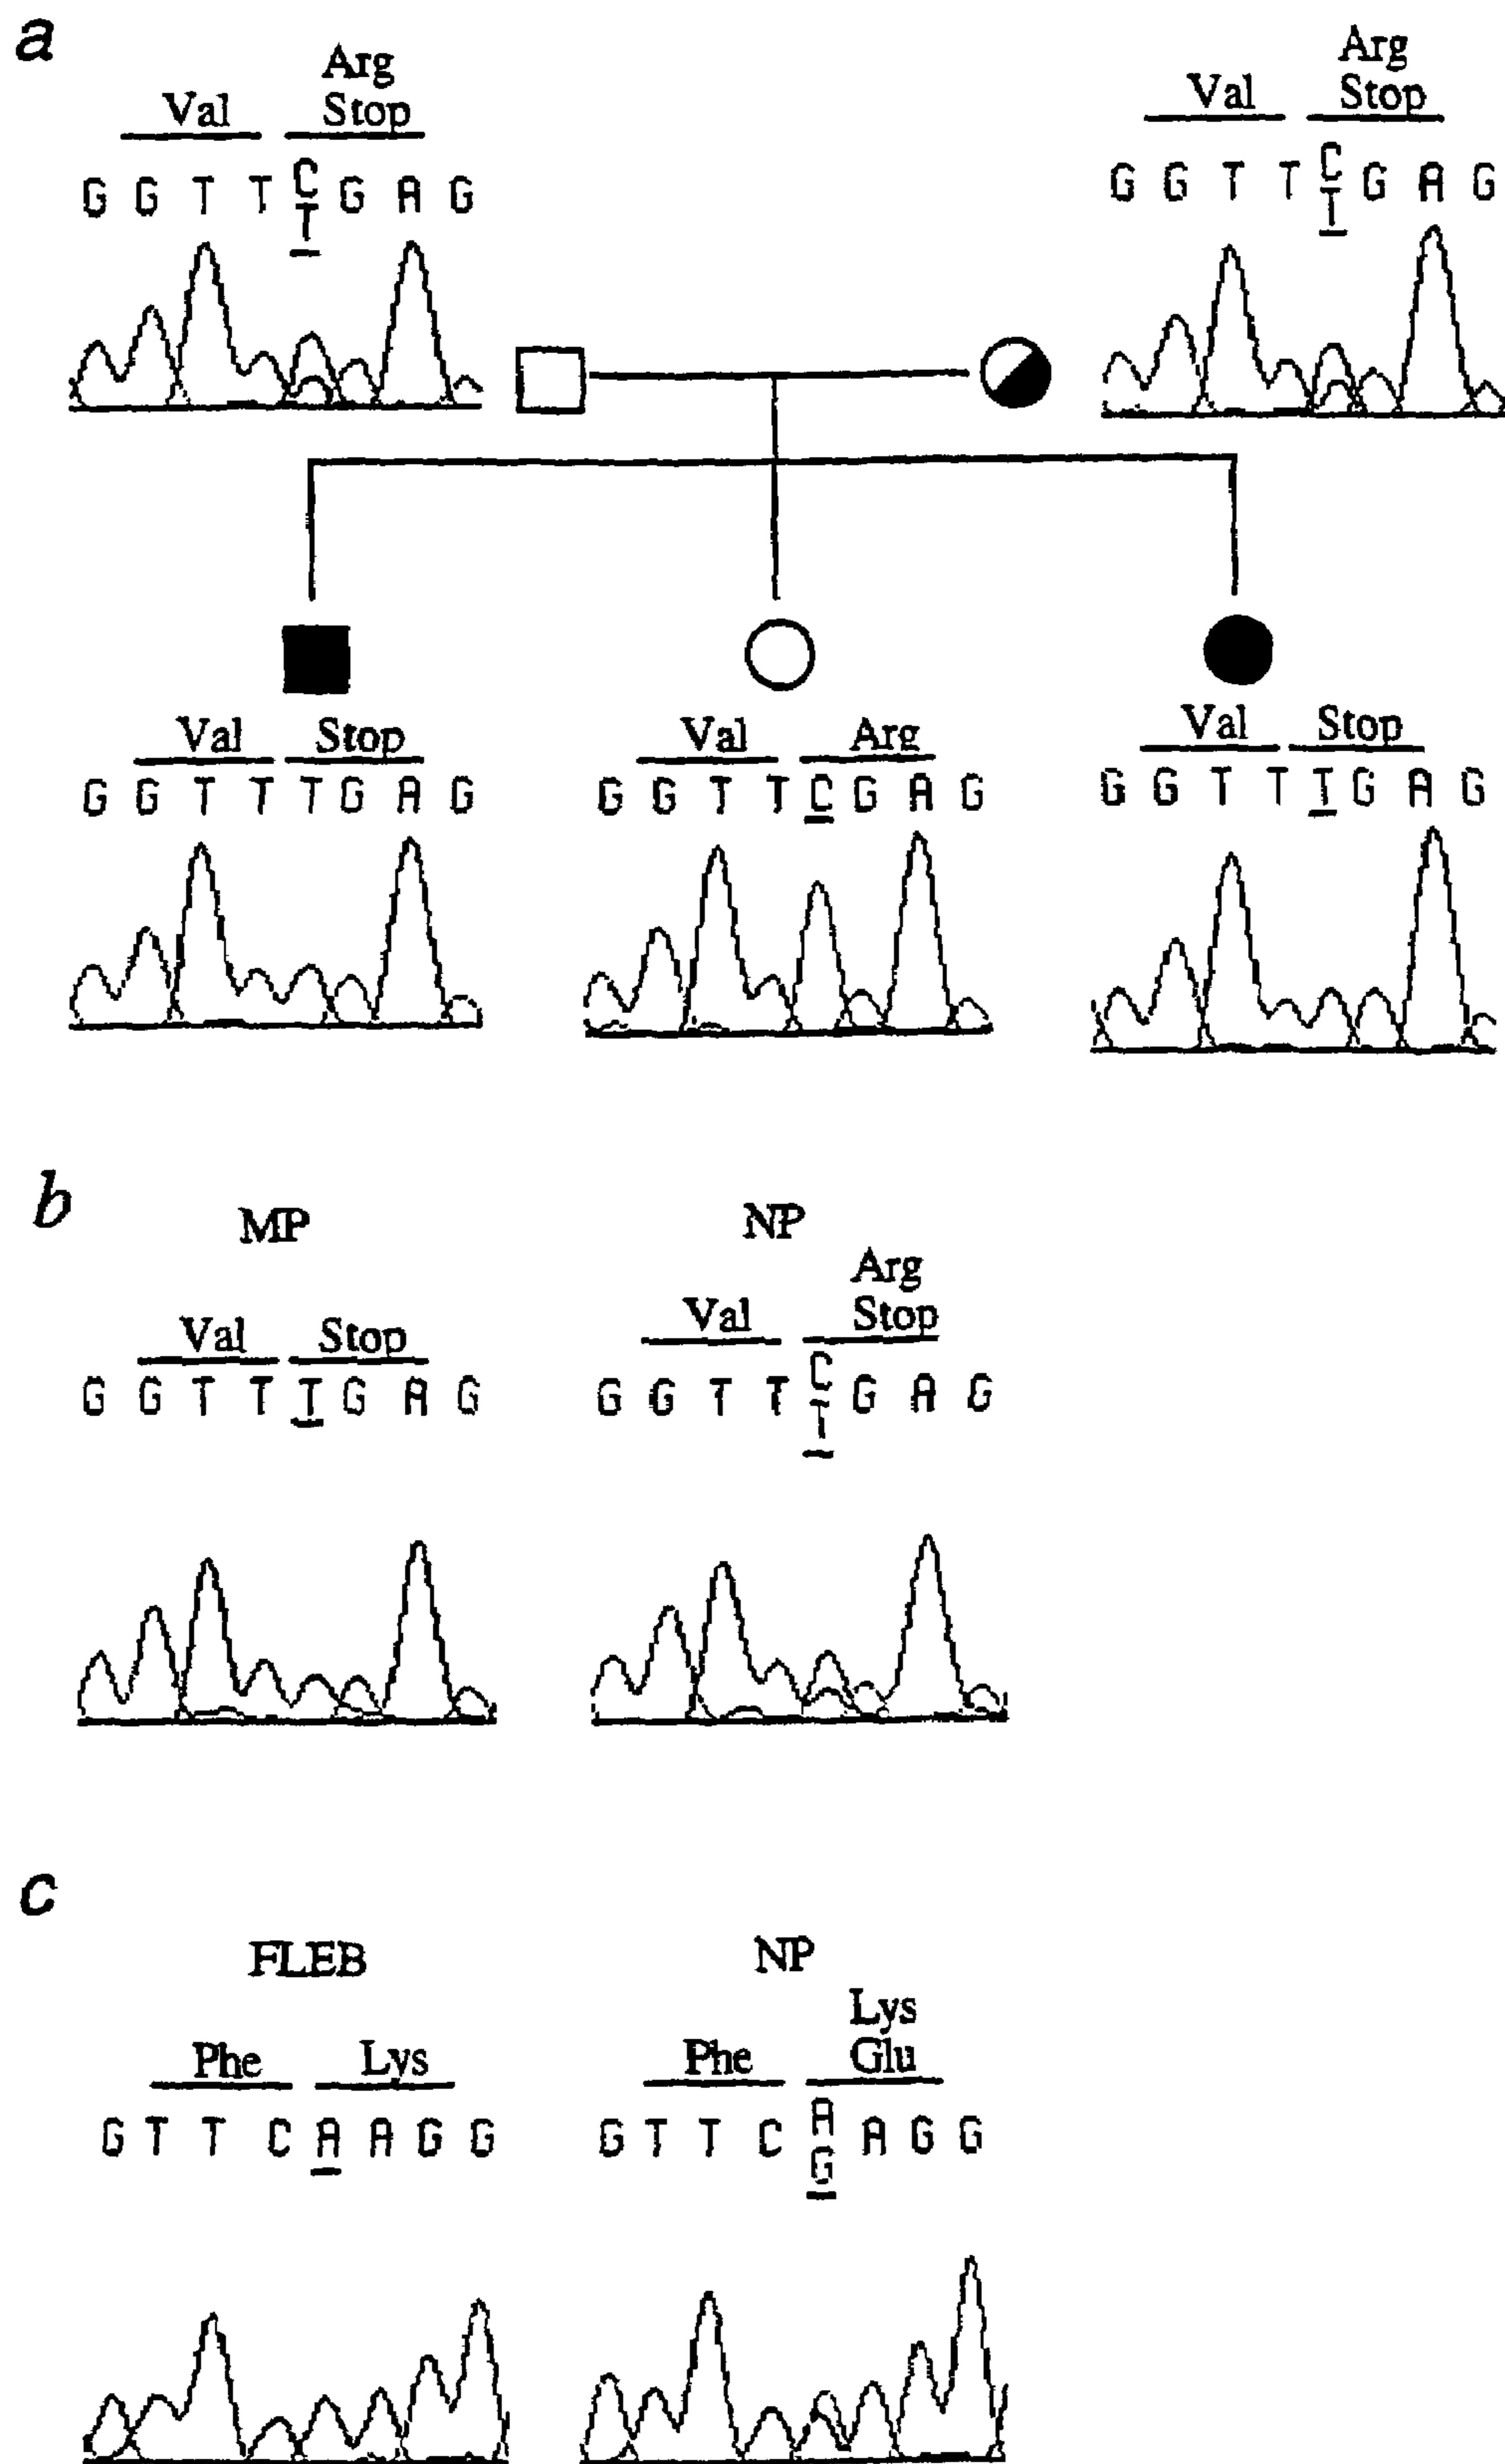 a
Arg
Val Stop
G G T T C G A G
T
Arg
Val Stop
G G T T C G A G
T
Val Stop
G G T T T G A G
Val Arg
G G T T C G A G
Val Stop
G G T T T G A G
b
MP
Val Stop
G G T T T G A G
NP
Arg
Val Stop
G G T T C G A G
T
c
FLEB
Phe Lys
G T T C A A G G
NP
Lys
Phe Glu
G T T C A A G G
G